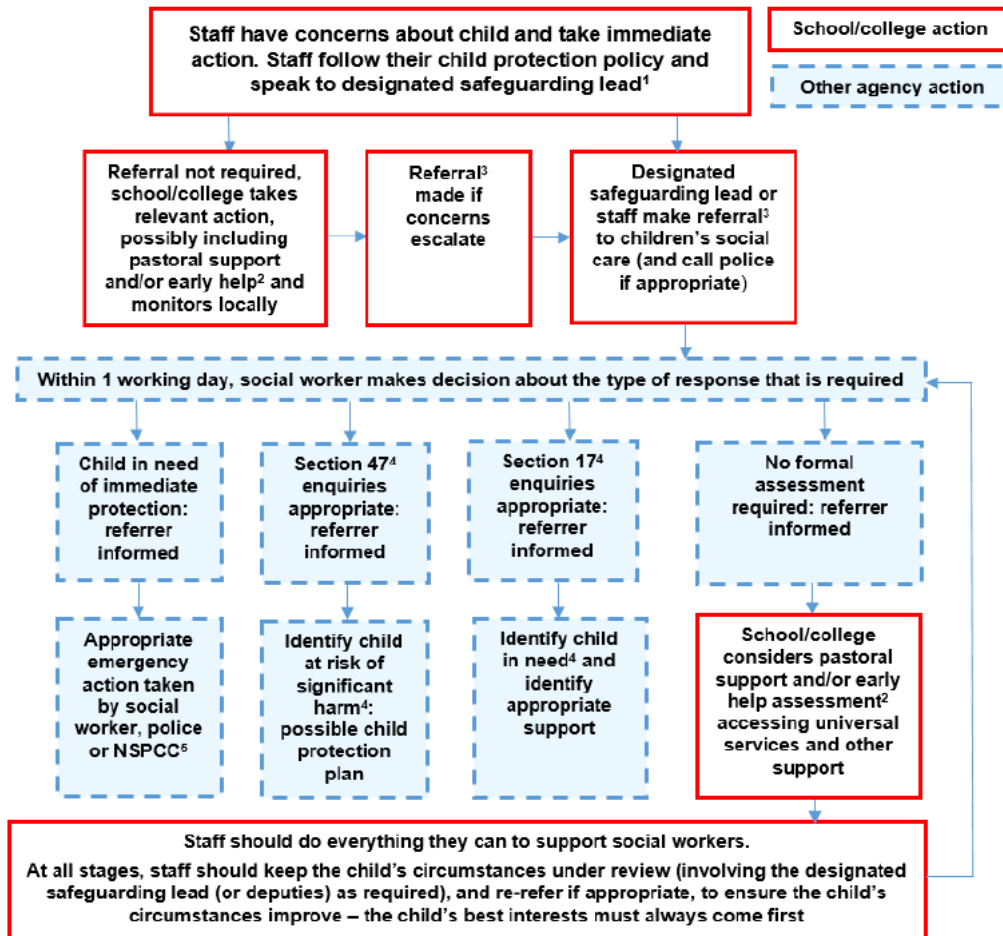 Staff have concerns about child and take immediate
action. Staff follow their child protection policy and
speak to designated safeguarding lead¹
School/college action
Other agency action
Referral not required,
school/college takes
relevant action,
possibly including
pastoral support
and/or early help² and
monitors locally
Referral³
made if
concerns
escalate
Designated
safeguarding lead or
staff make referral³
to children's social
care (and call police
if appropriate)
Within 1 working day, social worker makes decision about the type of response that is required
Child in need
of immediate
protection:
referrer
informed
Section 47⁴
enquiries
appropriate:
referrer
informed
Section 17⁴
enquiries
appropriate:
referrer
informed
No formal
assessment
required: referrer
informed
Appropriate
emergency
action taken
by social
worker, police
or NSPCC⁵
Identify child
at risk of
significant
harm⁴:
possible child
protection
plan
Identify child
in need⁴ and
identify
appropriate
support
School/college
considers pastoral
support and/or early
help assessment²
accessing universal
services and other
support
Staff should do everything they can to support social workers.
At all stages, staff should keep the child's circumstances under review (involving the designated
safeguarding lead (or deputies) as required), and re-refer if appropriate, to ensure the child's
circumstances improve – the child's best interests must always come first